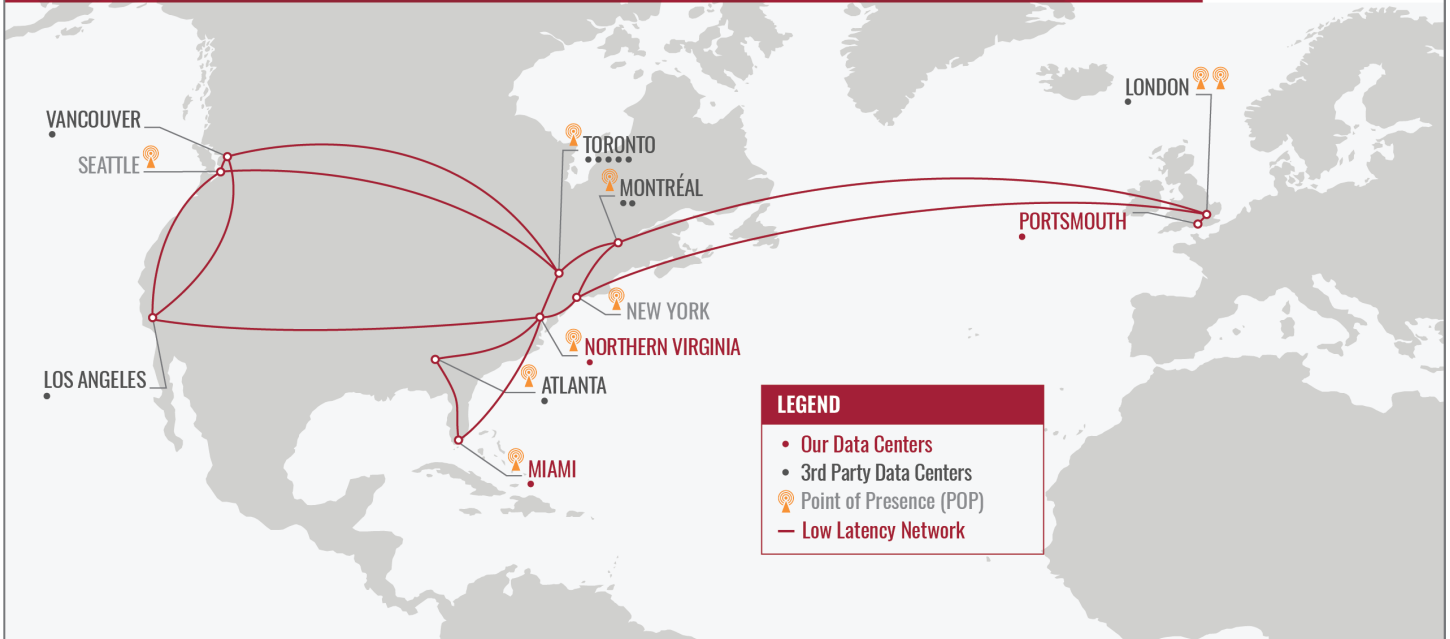 VANCOUVER
SEATTLE
LOS ANGELES
TORONTO
MONTRÉAL
NEW YORK
NORTHERN VIRGINIA
ATLANTA
MIAMI
LONDON
PORTSMOUTH
LEGEND
Our Data Centers
3rd Party Data Centers
Point of Presence (POP)
Low Latency Network